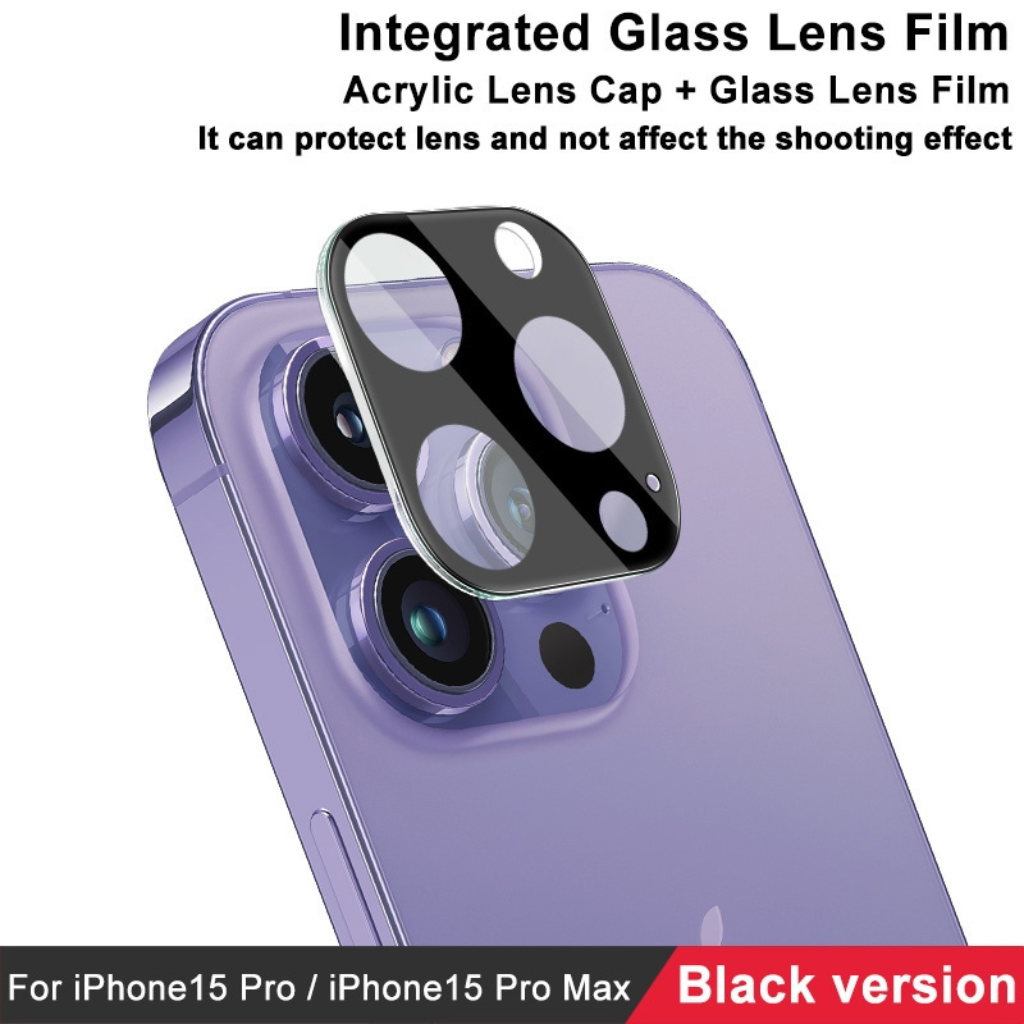 Integrated Glass Lens Film
Acrylic Lens Cap + Glass Lens Film
It can protect lens and not affect the shooting effect
For iPhone15 Pro / iPhone15 Pro Max
Black version